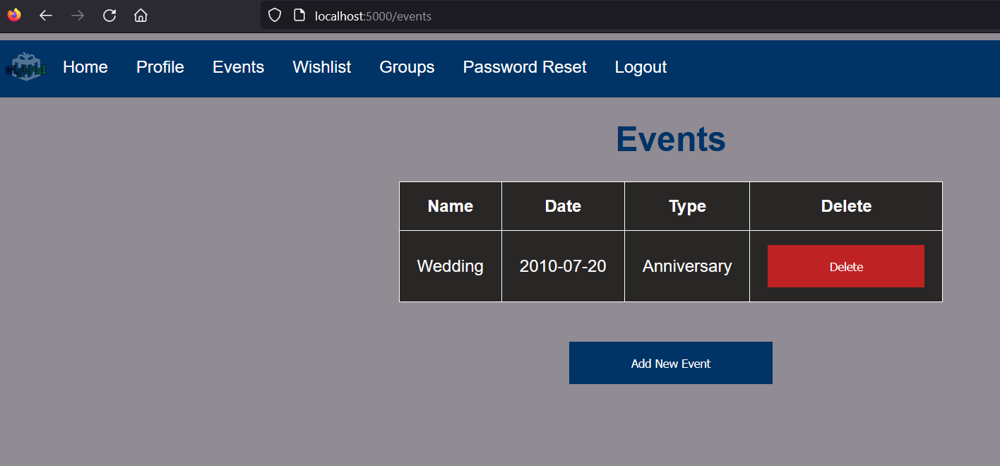 localhost:5000/events
Home Profile Events Wishlist Groups Password Reset Logout
Events
Name Date Type Delete
Wedding 2010-07-20 Anniversary Delete
Add New Event